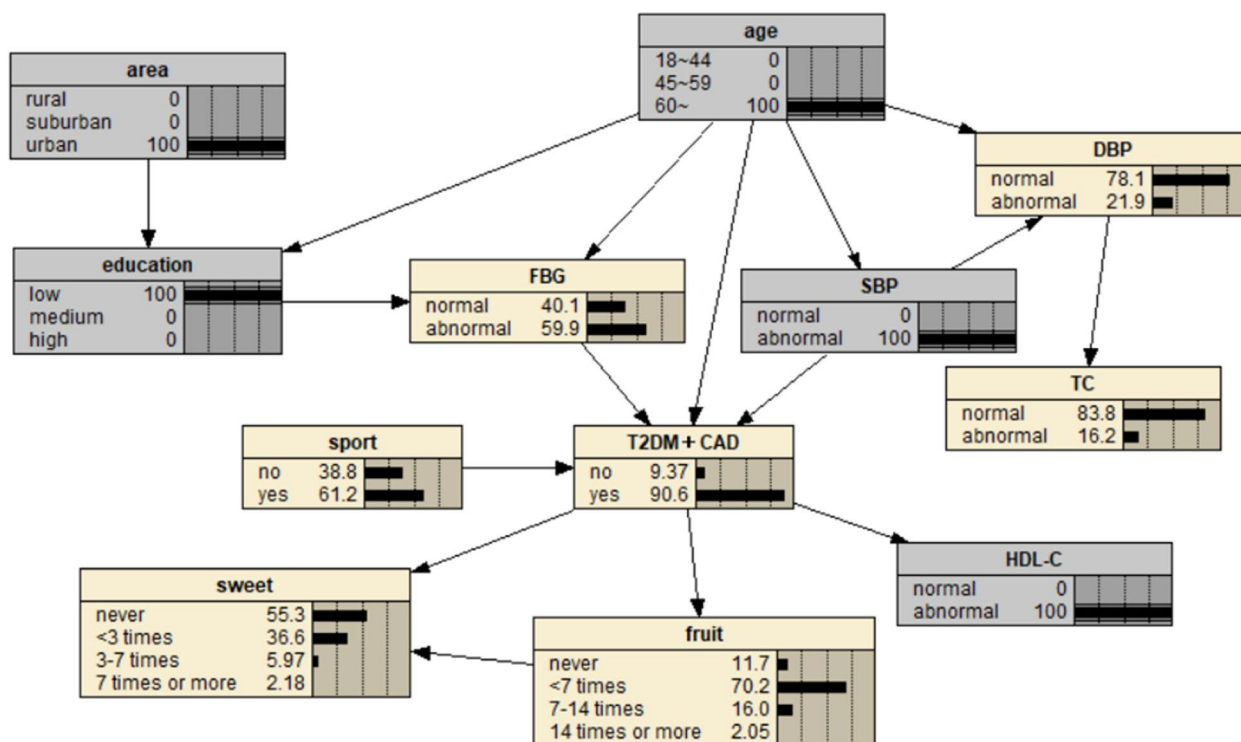 area
rural 0
suburban 0
urban 100
age
18~44 0
45~59 0
60~ 100
DBP
normal 78.1
abnormal 21.9
education
low 100
medium 0
high 0
FBG
normal 40.1
abnormal 59.9
SBP
normal 0
abnormal 100
TC
normal 83.8
abnormal 16.2
sport
no 38.8
yes 61.2
T2DM+CAD
no 9.37
yes 90.6
HDL-C
normal 0
abnormal 100
sweet
never 55.3
<3 times 36.6
3-7 times 5.97
7 times or more 2.18
fruit
never 11.7
<7 times 70.2
7-14 times 16.0
14 times or more 2.05